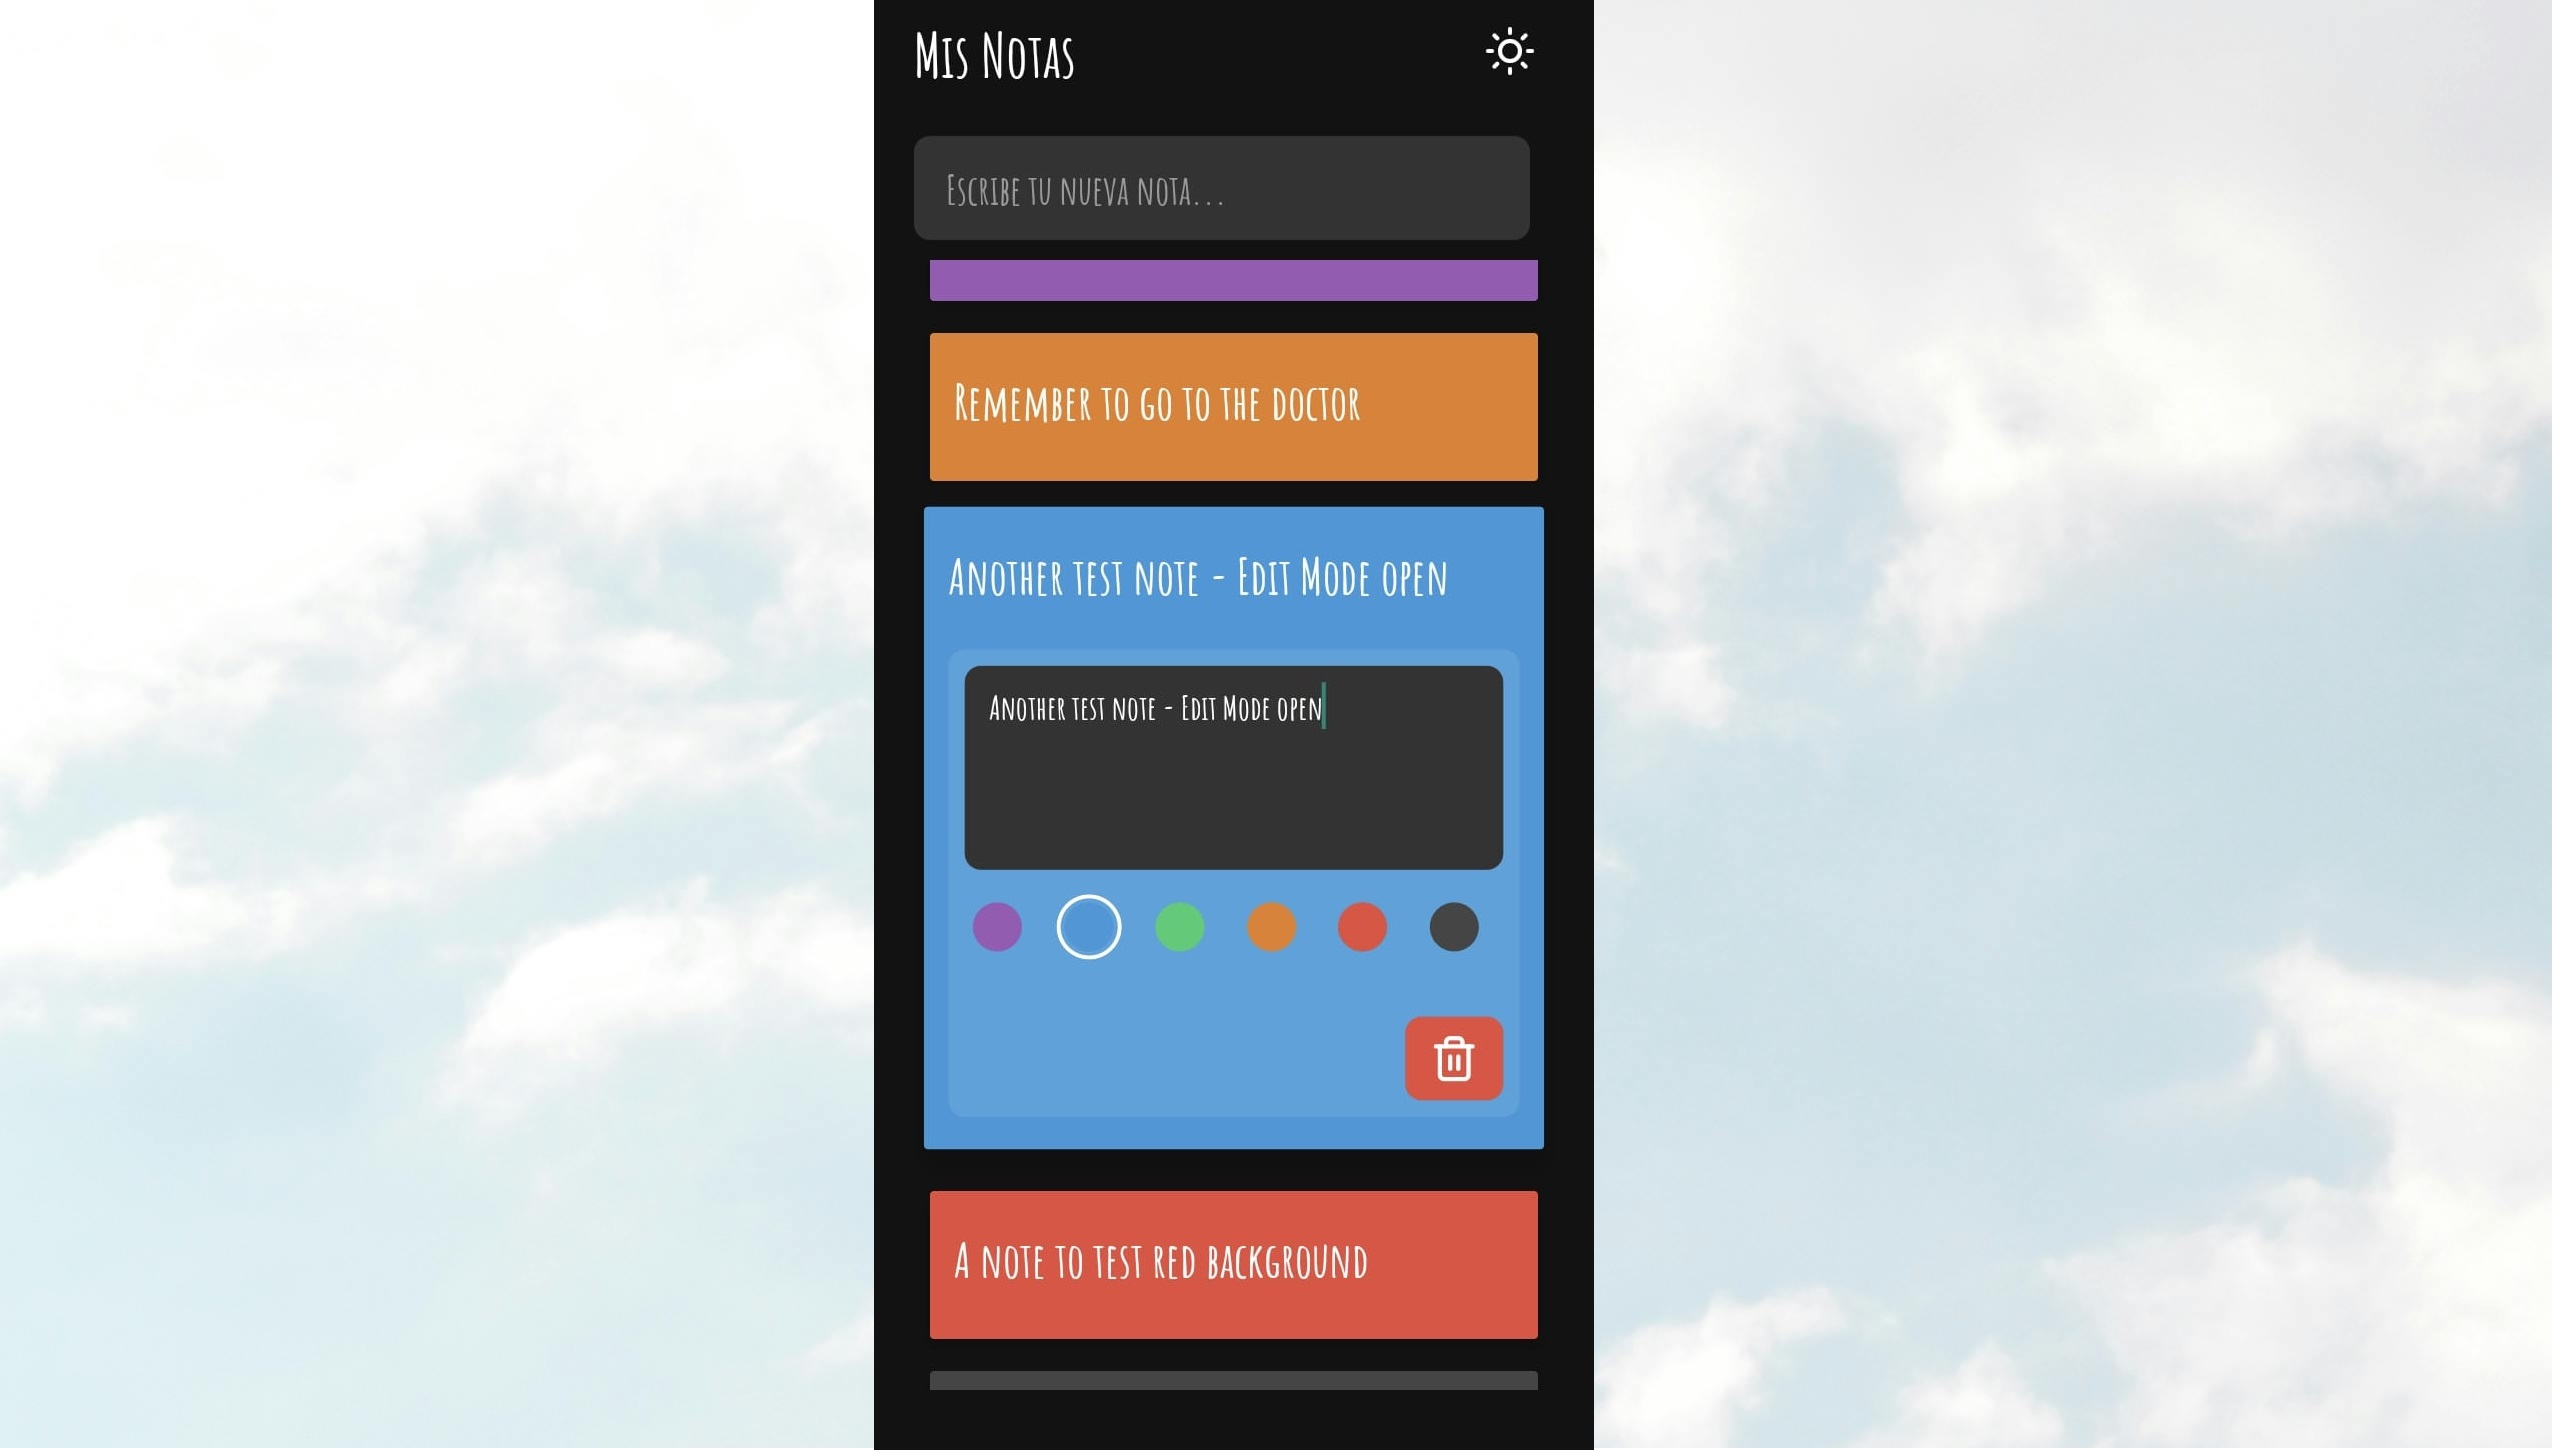 Mis Notas
Escribe tu nueva nota...
Remember to go to the doctor
Another test note - Edit Mode open
Another test note - Edit Mode open
A note to test red background